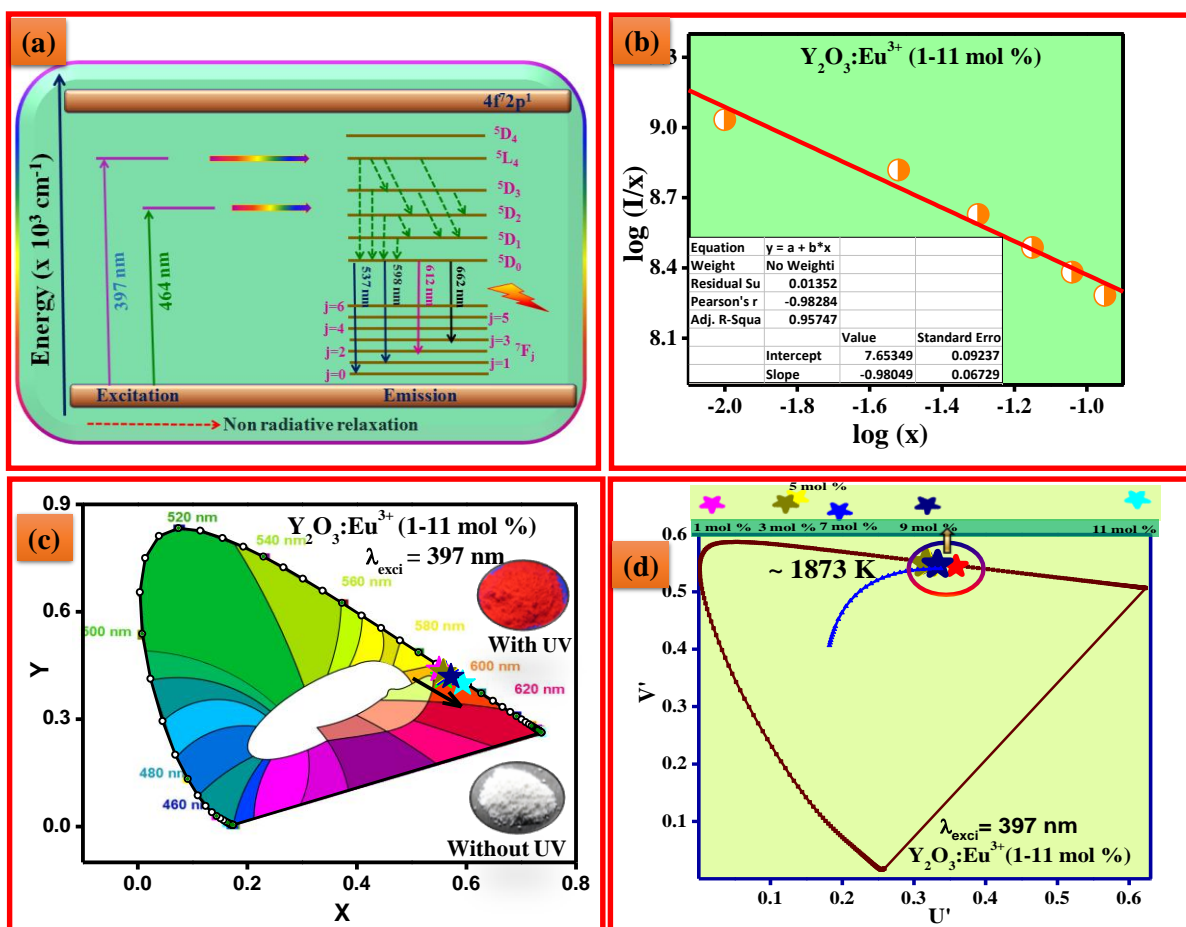 (a)
4f⁷2p¹
⁵D₄
⁵L₄
⁵D₃
⁵D₂
⁵D₁
⁵D₀
Energy (x 10³ cm⁻¹)
397 nm
464 nm
537 nm
598 nm
612 nm
662 nm
j=6
j=5
j=4
j=3
j=2
⁷Fⱼ
j=1
j=0
Excitation
Emission
Non radiative relaxation
(b)
Y₂O₃:Eu³⁺ (1-11 mol %)
9.0
8.7
8.4
8.1
log (I/x)
Equation y = a + b*x
Weight No Weighti
Residual Su 0.01352
Pearson's r -0.98284
Adj. R-Squa 0.95747
Value Standard Erro
Intercept 7.65349 0.09237
Slope -0.98049 0.06729
-2.0 -1.8 -1.6 -1.4 -1.2 -1.0
log (x)
(c)
Y₂O₃:Eu³⁺ (1-11 mol %)
λexci = 397 nm
0.9
0.6
0.3
0.0
Y
520 nm
540 nm
560 nm
580 nm
600 nm
620 nm
500 nm
480 nm
460 nm
With UV
Without UV
0.0 0.2 0.4 0.6 0.8
X
(d)
5 mol %
1 mol % 3 mol % 7 mol % 9 mol % 11 mol %
~ 1873 K
0.6
0.5
0.4
0.3
0.2
0.1
V'
λexci= 397 nm
Y₂O₃:Eu³⁺(1-11 mol %)
0.1 0.2 0.3 0.4 0.5 0.6
U'